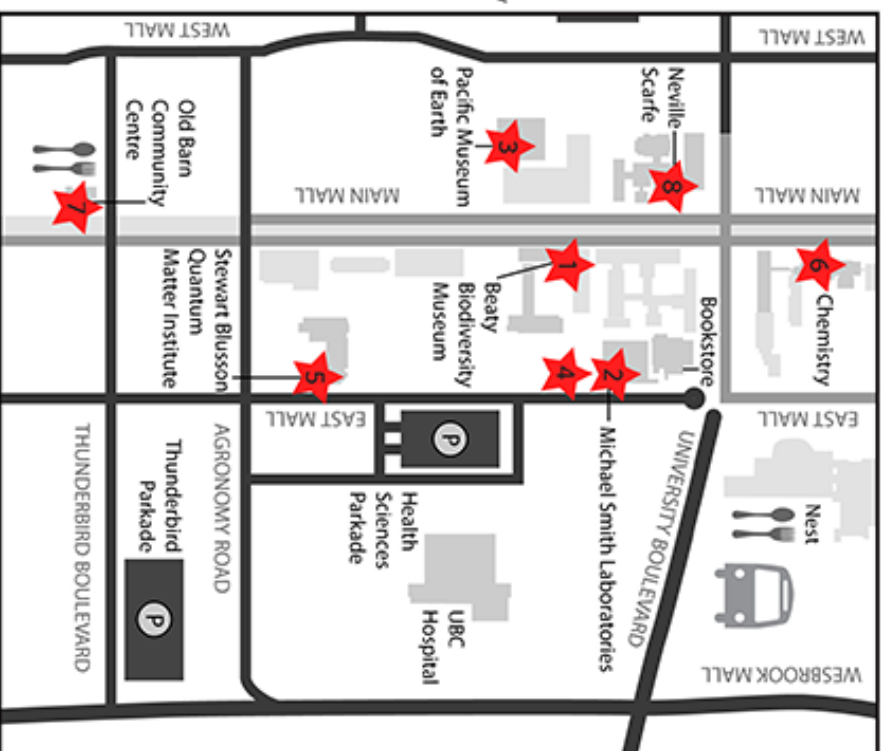 WEST MALL
WEST MALL
Neville
Scarfe
8
Pacific Museum
of Earth
3
Old Barn
Community
Centre
7
MAIN MALL
MAIN MALL
6
Chemistry
1
Beaty
Biodiversity
Museum
Bookstore
2
4
Stewart Blusson
Quantum
Matter Institute
5
EAST MALL
EAST MALL
Michael Smith Laboratories
UNIVERSITY BOULEVARD
Nest
P
Health
Sciences
Parkade
AGRONOMY ROAD
Thunderbird
Parkade
P
THUNDERBIRD BOULEVARD
UBC
Hospital
WESBROOK MALL